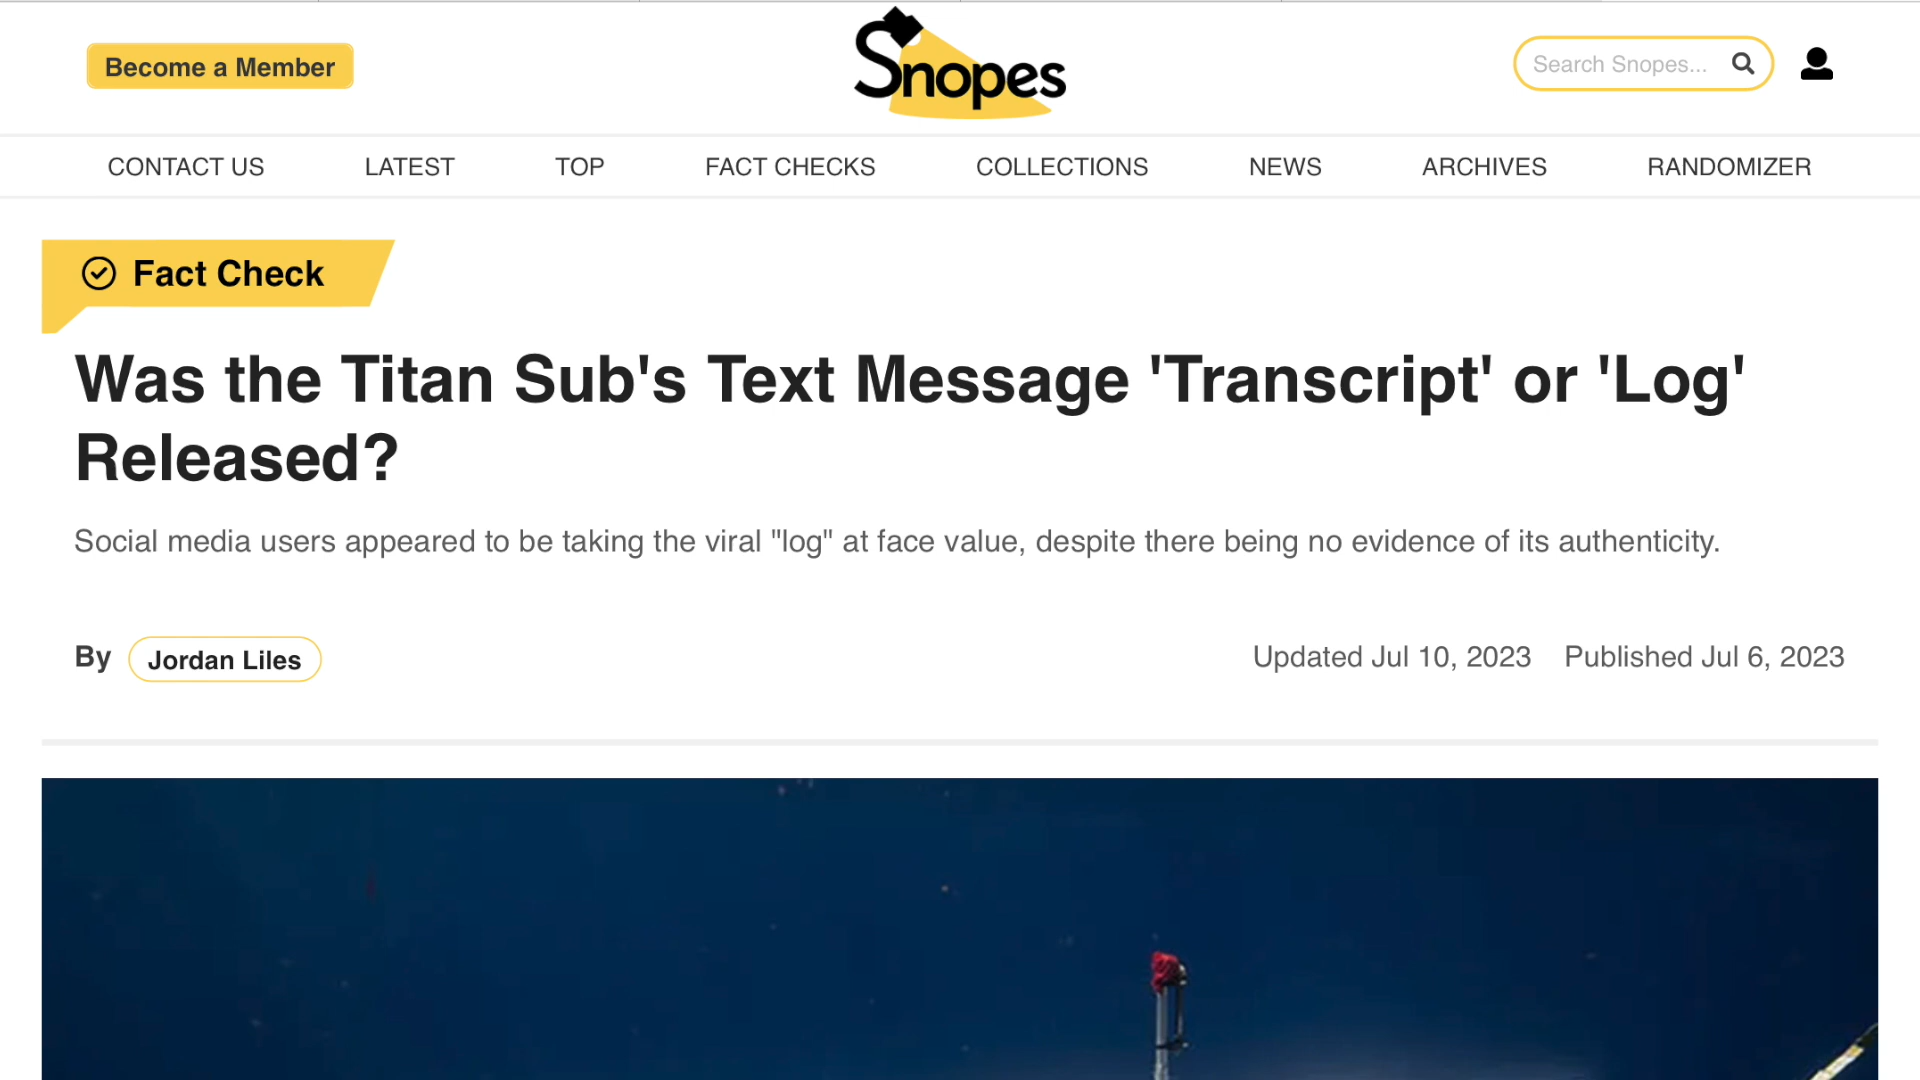 Become a Member
Snopes
Search Snopes...
CONTACT US
LATEST
TOP
FACT CHECKS
COLLECTIONS
NEWS
ARCHIVES
RANDOMIZER
Fact Check
Was the Titan Sub's Text Message 'Transcript' or 'Log'
Released?
Social media users appeared to be taking the viral "log" at face value, despite there being no evidence of its authenticity.
By Jordan Liles
Updated Jul 10, 2023 Published Jul 6, 2023